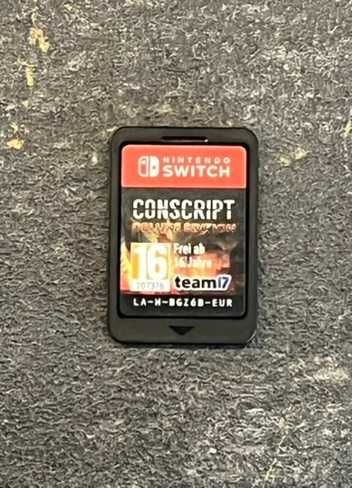 NINTENDO
SWITCH
CONSCRIPT
DELUXE EDITION
16
Frei ab
16 Jahre
team17
LA-H-BGZ6B-EUR